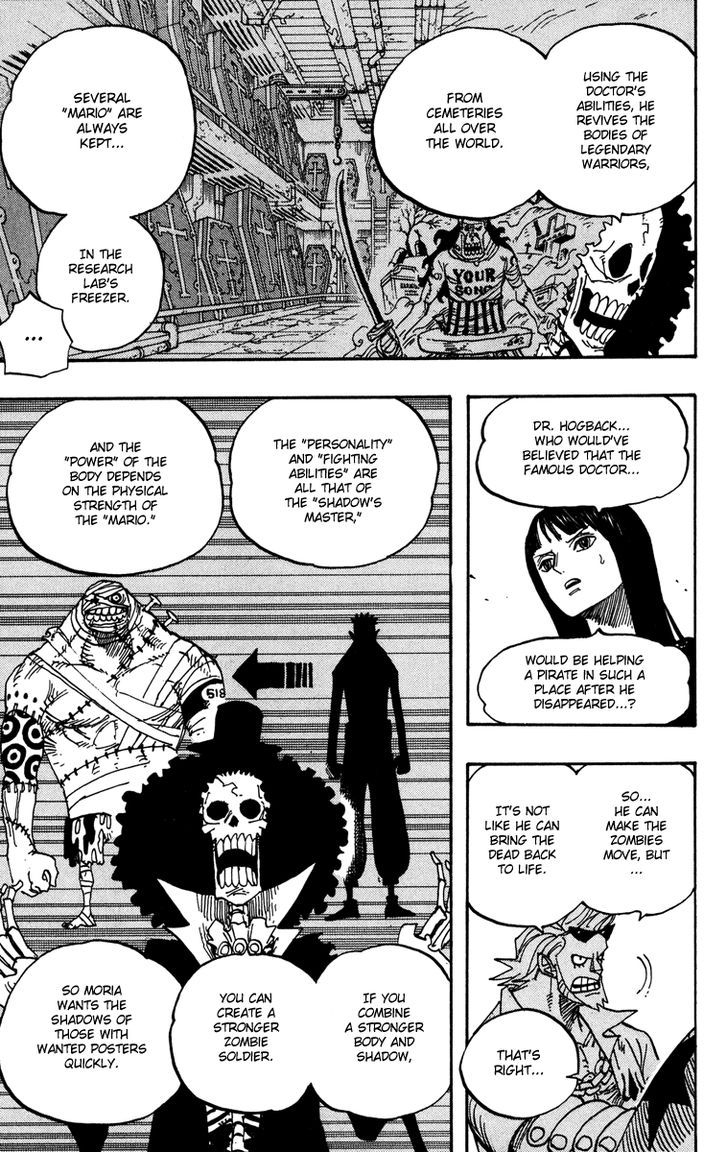 USING THE
DOCTOR'S
ABILITIES, HE
REVIVES THE
BODIES OF
LEGENDARY
WARRIORS,
FROM
CEMETERIES
ALL OVER
THE WORLD.
SEVERAL
"MARIO" ARE
ALWAYS
KEPT...
IN THE
RESEARCH
LAB'S
FREEZER.
...
YOUR
SONG
DR. HOGBACK...
WHO WOULD'VE
BELIEVED THAT THE
FAMOUS DOCTOR...
WOULD BE HELPING
A PIRATE IN SUCH A
PLACE AFTER HE
DISAPPEARED...?
SO...
HE CAN
MAKE THE
ZOMBIES
MOVE, BUT
...
IT'S NOT
LIKE HE CAN
BRING THE
DEAD BACK
TO LIFE.
THAT'S
RIGHT...
THE "PERSONALITY"
AND "FIGHTING
ABILITIES" ARE
ALL THAT OF
THE "SHADOW'S
MASTER,"
AND THE
"POWER" OF THE
BODY DEPENDS
ON THE PHYSICAL
STRENGTH OF
THE "MARIO."
518
IF YOU
COMBINE
A STRONGER
BODY AND
SHADOW,
YOU CAN
CREATE A
STRONGER
ZOMBIE
SOLDIER.
SO MORIA
WANTS THE
SHADOWS OF
THOSE WITH
WANTED POSTERS
QUICKLY.